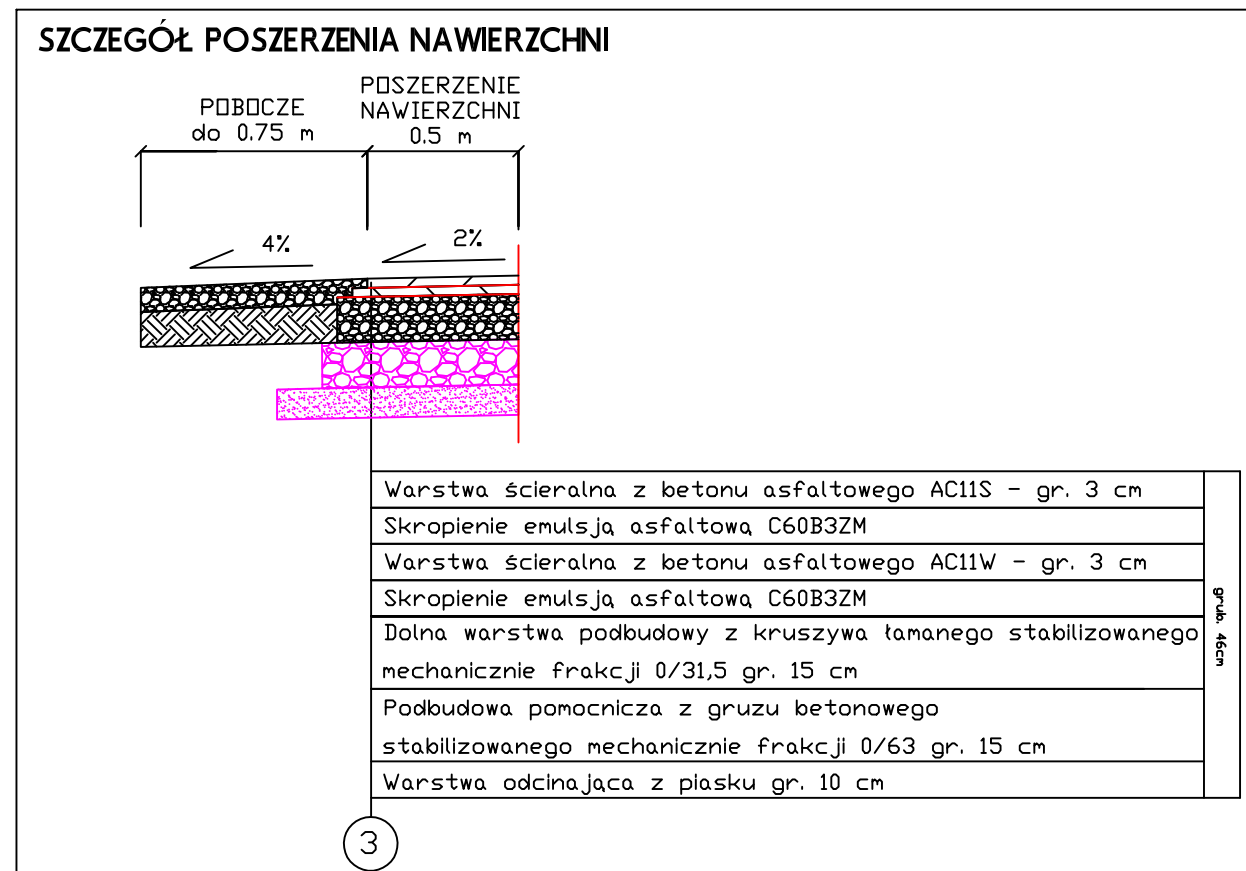 SZCZEGÓŁ POSZERZENIA NAWIERZCHNI
POBOCZE
do 0.75 m
POSZERZENIE
NAWIERZCHNI
0.5 m
4%
2%
Warstwa ścieralna z betonu asfaltowego AC11S - gr. 3 cm
Skropienie emulsją asfaltową C60B3ZM
Warstwa ścieralna z betonu asfaltowego AC11W - gr. 3 cm
Skropienie emulsją asfaltową C60B3ZM
Dolna warstwa podbudowy z kruszywa łamanego stabilizowanego
mechanicznie frakcji 0/31,5 gr. 15 cm
Podbudowa pomocnicza z gruzu betonowego
stabilizowanego mechanicznie frakcji 0/63 gr. 15 cm
Warstwa odcinająca z piasku gr. 10 cm
grub. 46cm
3